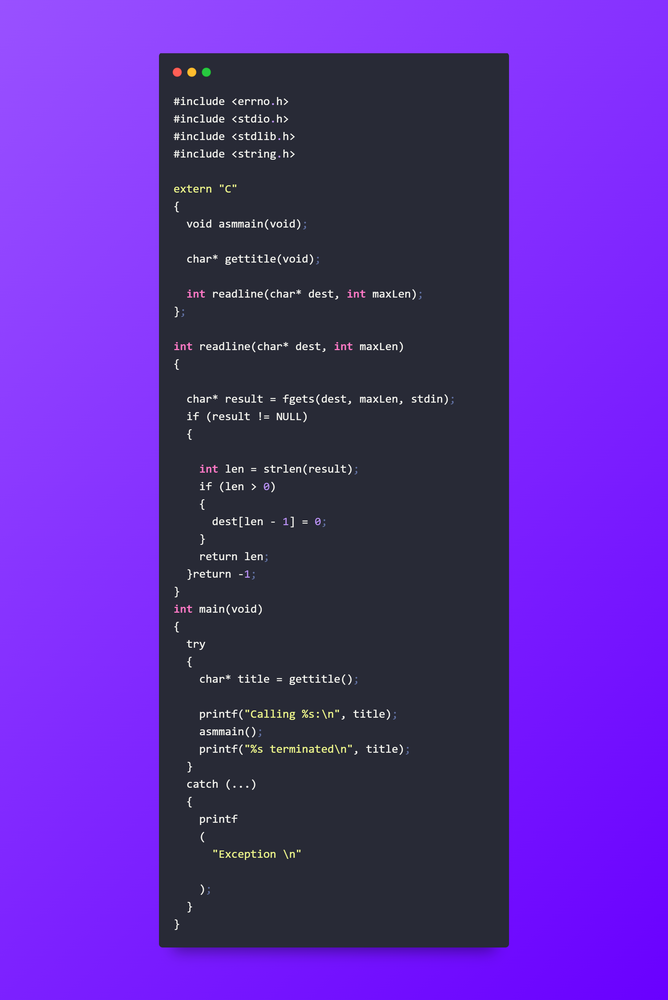 #include <errno.h>
#include <stdio.h>
#include <stdlib.h>
#include <string.h>

extern "C"
{
  void asmmain(void);

  char* gettitle(void);

  int readline(char* dest, int maxLen);
};

int readline(char* dest, int maxLen)
{

  char* result = fgets(dest, maxLen, stdin);
  if (result != NULL)
  {

    int len = strlen(result);
    if (len > 0)
    {
      dest[len - 1] = 0;
    }
    return len;
  }return -1;
}
int main(void)
{
  try
  {
    char* title = gettitle();

    printf("Calling %s:\n", title);
    asmmain();
    printf("%s terminated\n", title);
  }
  catch (...)
  {
    printf
    (
      "Exception \n"

    );
  }
}